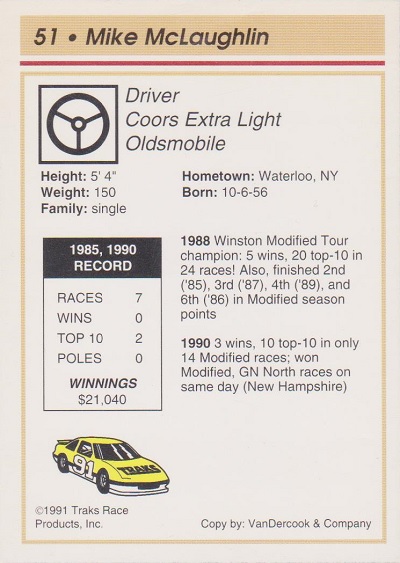 51 • Mike McLaughlin
Driver
Coors Extra Light
Oldsmobile
Height: 5' 4"
Weight: 150
Family: single
Hometown: Waterloo, NY
Born: 10-6-56
1985, 1990
RECORD
RACES 7
WINS 0
TOP 10 2
POLES 0
WINNINGS
$21,040
1988 Winston Modified Tour
champion: 5 wins, 20 top-10 in
24 races! Also, finished 2nd
('85), 3rd ('87), 4th ('89), and
6th ('86) in Modified season
points
1990 3 wins, 10 top-10 in only
14 Modified races; won
Modified, GN North races on
same day (New Hampshire)
91
TRAKS
©1991 Traks Race
Products, Inc.
Copy by: VanDercook & Company